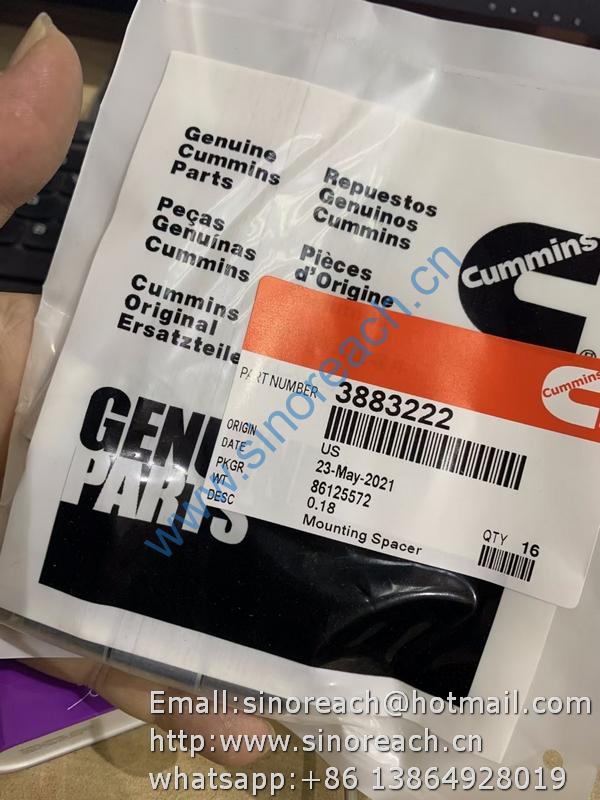 Genuine
Cummins
Parts
Repuestos
Genuinos
Cummins
Peças
Genuínas
Cummins
Pièces
d'Origine
Cummins
Original
Ersatzteile
Cummins
®
GENU
PARTS
Cummins
PART NUMBER 3883222
ORIGIN US
DATE 23-May-2021
PKGR 86125572
WT 0.18
DESC Mounting Spacer
QTY 16
www.sinoreach.cn
Email:sinoreach@hotmail.com
http:www.sinoreach.cn
whatsapp:+86 13864928019